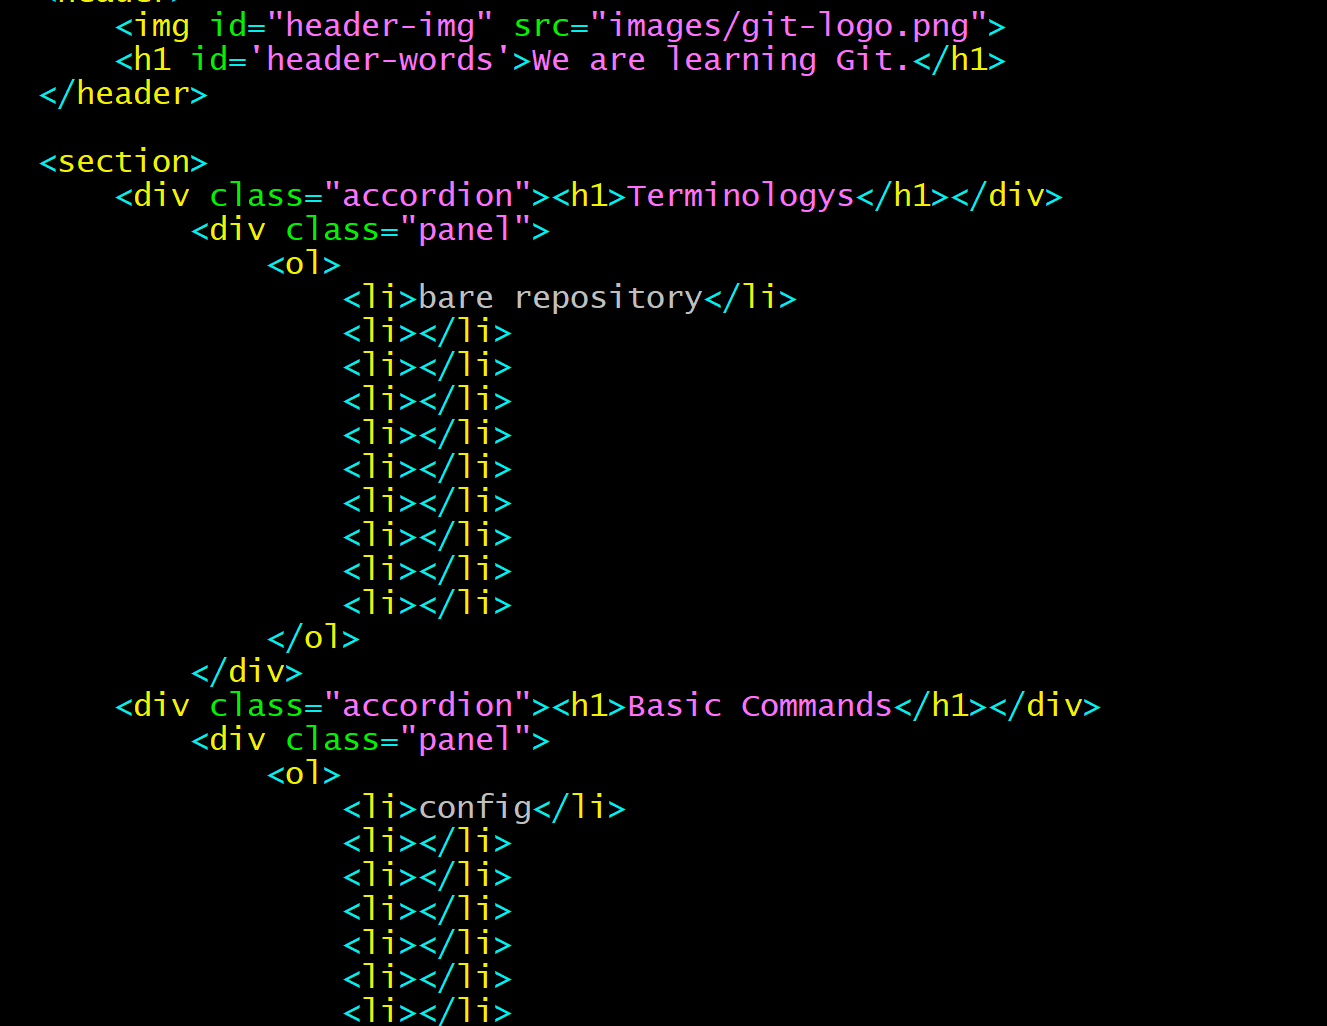 <header>
<img id="header-img" src="images/git-logo.png">
<h1 id='header-words'>We are learning Git.</h1>
</header>
<section>
<div class="accordion"><h1>Terminologys</h1></div>
<div class="panel">
<ol>
<li>bare repository</li>
<li></li>
<li></li>
<li></li>
<li></li>
<li></li>
<li></li>
<li></li>
<li></li>
<li></li>
</ol>
</div>
<div class="accordion"><h1>Basic Commands</h1></div>
<div class="panel">
<ol>
<li>config</li>
<li></li>
<li></li>
<li></li>
<li></li>
<li></li>
<li></li>